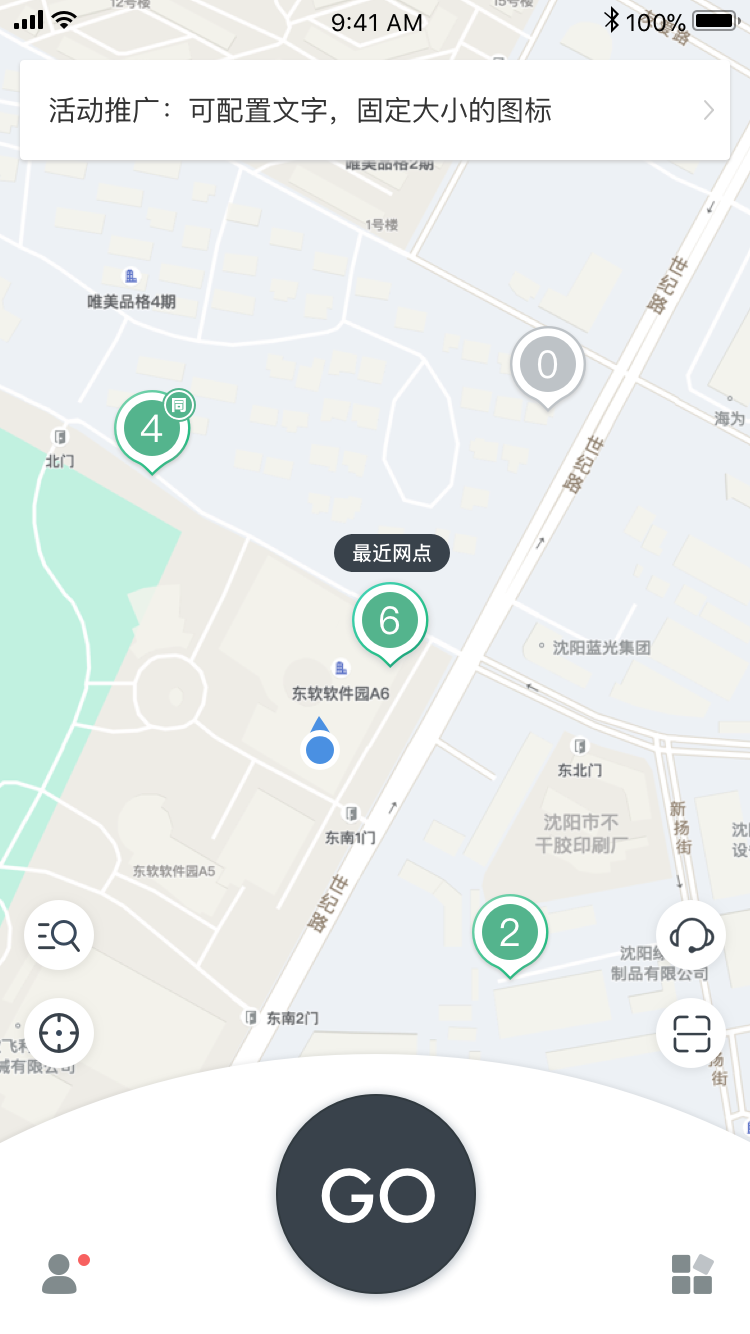 12号楼
15号楼
9:41 AM
100%
活动推广：可配置文字，固定大小的图标
唯美品格2期
1号楼
世纪路
唯美品格4期
0
海为
4
同
世纪路
北门
最近网点
6
沈阳蓝光集团
东软软件园A6
东北门
新扬街
沈阳市不
干胶印刷厂
东南1门
东软软件园A5
世纪路
2
制品有限公司
东南2门
械有限公司
扬街
GO